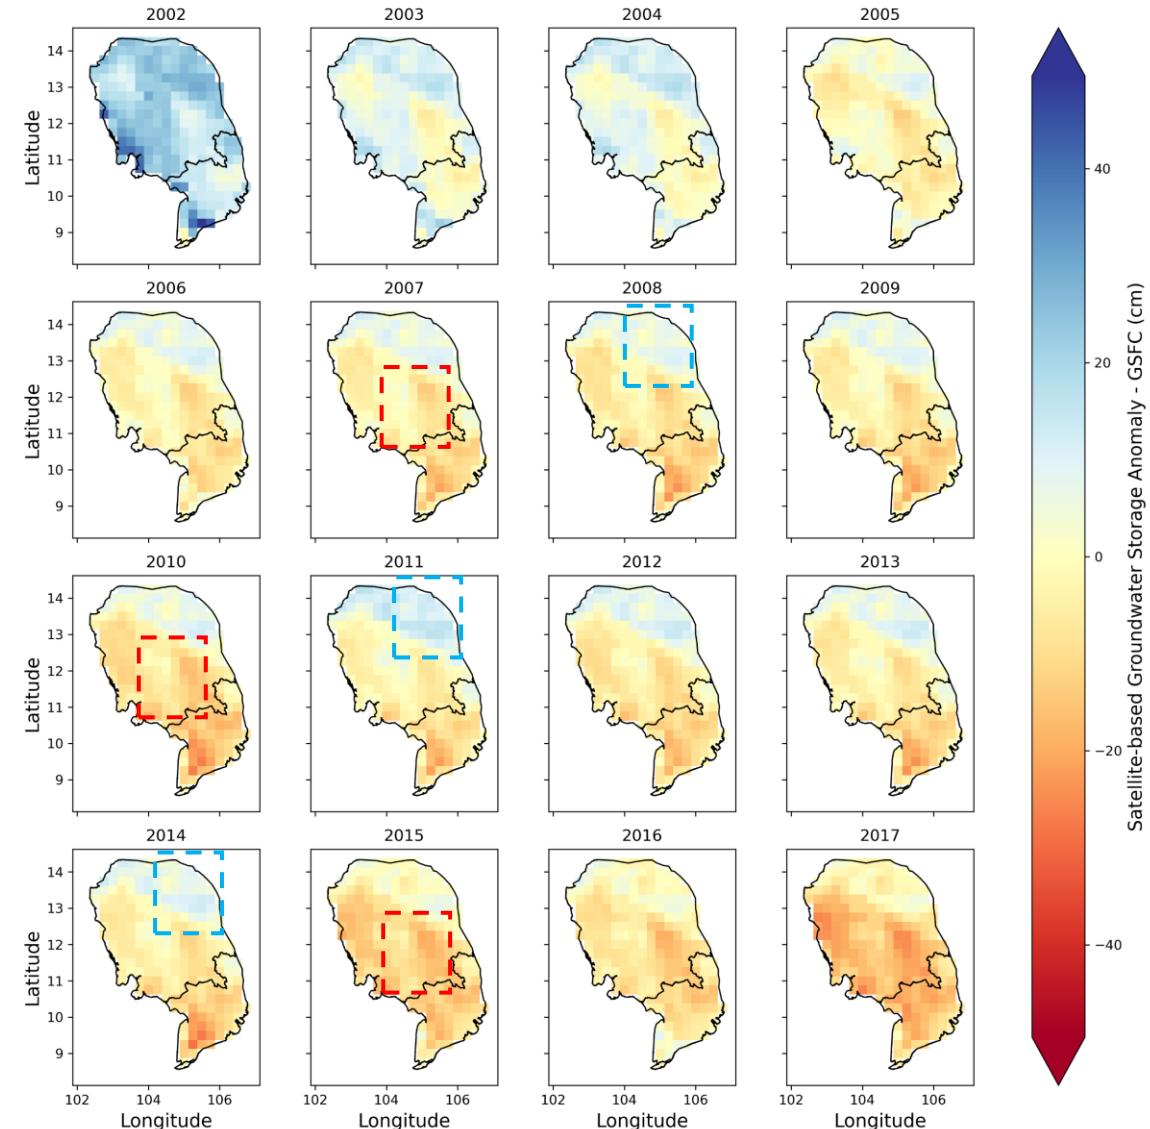 2002 2003 2004 2005
14
13
12
11
10
9
Latitude
2006 2007 2008 2009
14
13
12
11
10
9
Latitude
2010 2011 2012 2013
14
13
12
11
10
9
Latitude
2014 2015 2016 2017
14
13
12
11
10
9
Latitude
102 104 106 102 104 106 102 104 106 102 104 106
Longitude Longitude Longitude Longitude
40
20
0
−20
−40
Satellite-based Groundwater Storage Anomaly - GSFC (cm)